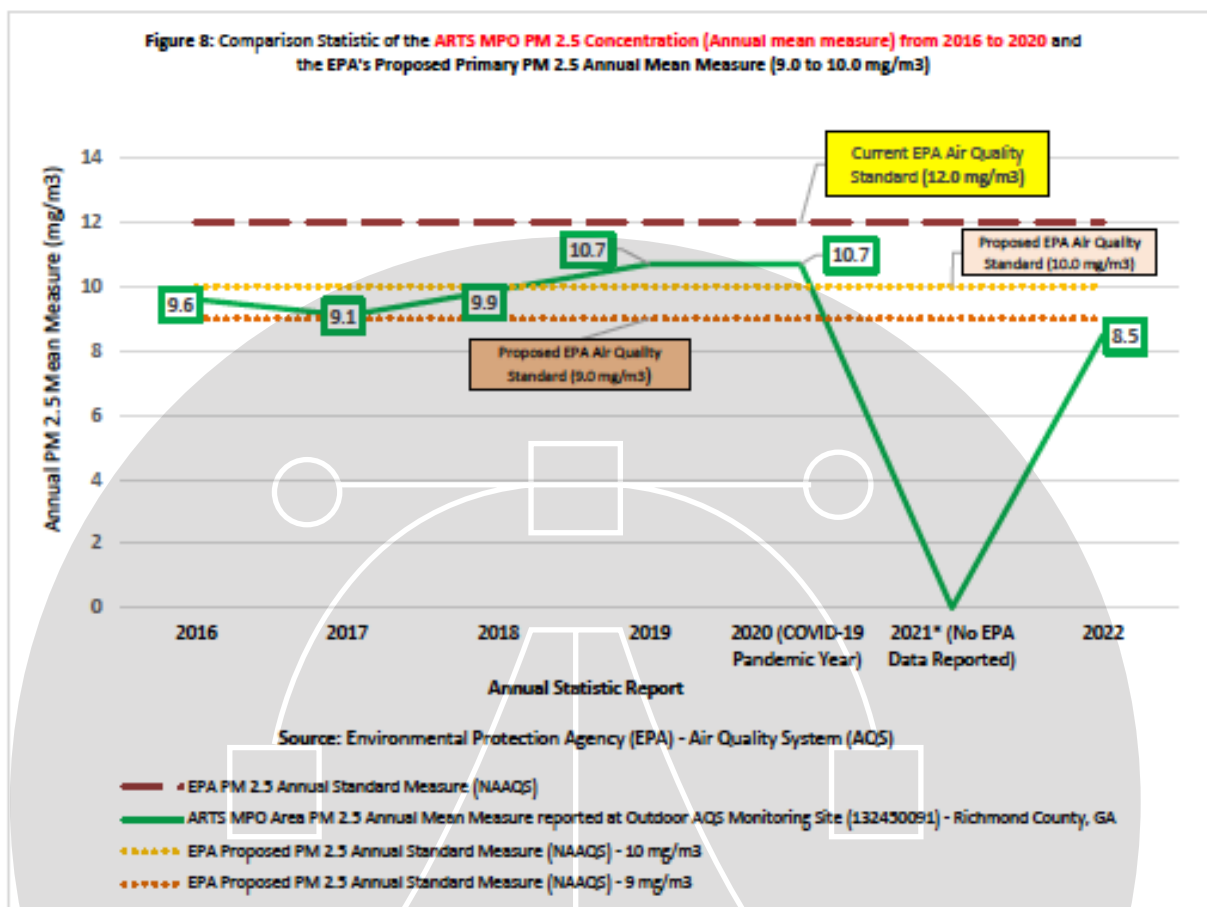 Figure 8: Comparison Statistic of the ARTS MPO PM 2.5 Concentration (Annual mean measure) from 2016 to 2020 and
the EPA's Proposed Primary PM 2.5 Annual Mean Measure (9.0 to 10.0 mg/m3)
Annual PM 2.5 Mean Measure (mg/m3)
14
12
10
8
6
4
2
0
Current EPA Air Quality
Standard (12.0 mg/m3)
Proposed EPA Air Quality
Standard (10.0 mg/m3)
Proposed EPA Air Quality
Standard (9.0 mg/m3)
9.6
9.1
9.9
10.7
10.7
8.5
2016
2017
2018
2019
2020 (COVID-19
Pandemic Year)
2021* (No EPA
Data Reported)
2022
Annual Statistic Report
Source: Environmental Protection Agency (EPA) - Air Quality System (AQS)
EPA PM 2.5 Annual Standard Measure (NAAQS)
ARTS MPO Area PM 2.5 Annual Mean Measure reported at Outdoor AQS Monitoring Site (132450091) - Richmond County, GA
EPA Proposed PM 2.5 Annual Standard Measure (NAAQS) - 10 mg/m3
EPA Proposed PM 2.5 Annual Standard Measure (NAAQS) - 9 mg/m3